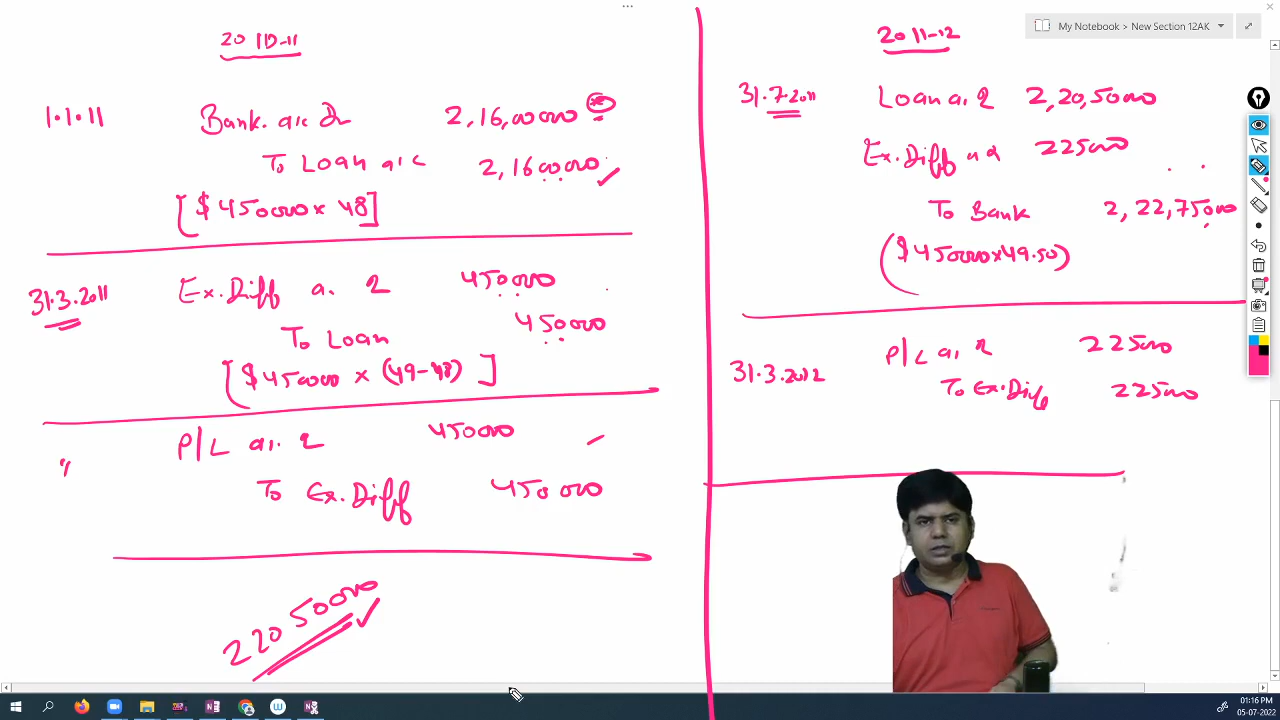 2010-11
1.1.11 Bank. a/c Dr 2,16,00000
To Loan a/c 2,1600000
[$ 450000 x 48]
31.3.2011 Ex.Diff a. Dr 450000
To Loan 450000
[$ 450000 x (49-48)]
" P/L a/. Dr 450000
To Ex.Diff 450000
22050000
2011-12
31.7.2011 Loan a. Dr 2,20,50000
Ex.Diff a Dr 225000
To Bank 2,22,75000
($ 450000x49.50)
31.3.2012 P/L a/. Dr 225000
To Ex.Diff 225000
My Notebook > New Section 12AK
01:16 PM
05-07-2022